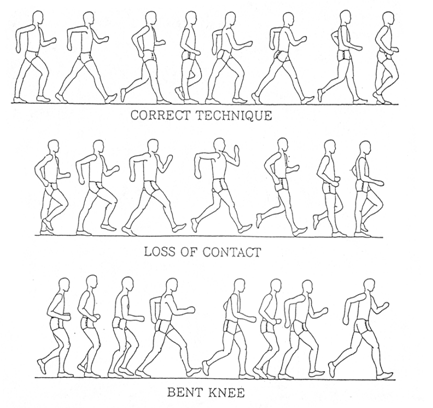 CORRECT TECHNIQUE
LOSS OF CONTACT
BENT KNEE